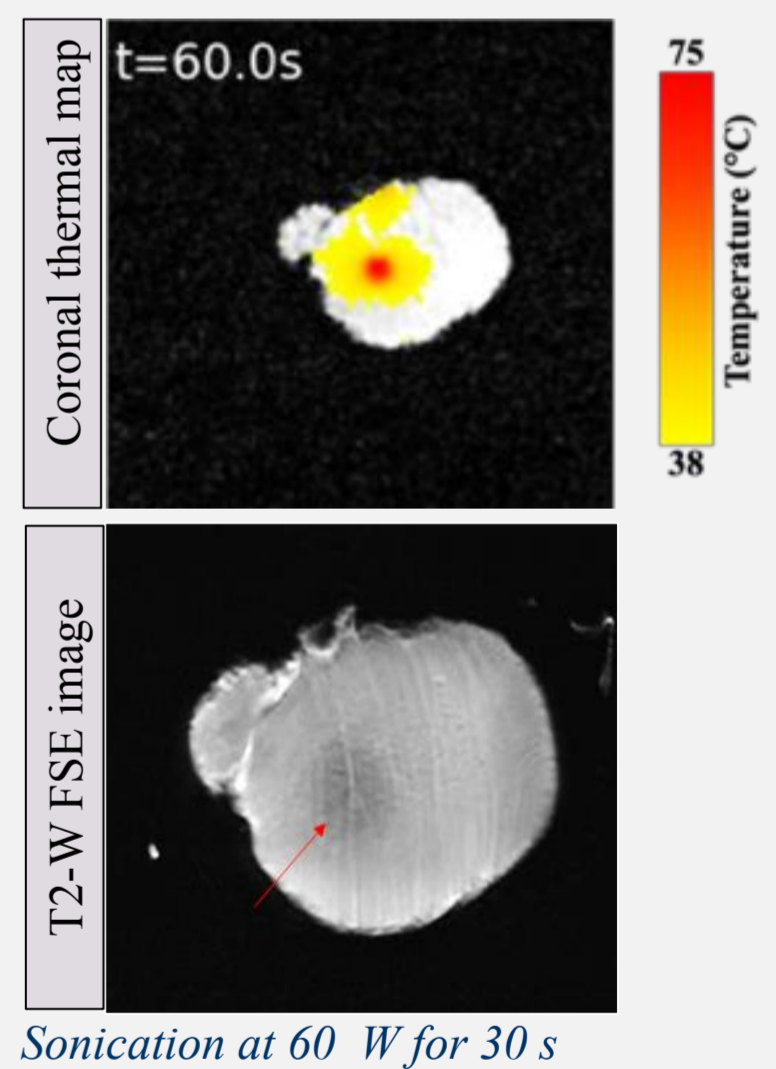 Coronal thermal map
t=60.0s
75
Temperature (°C)
38
T2-W FSE image
Sonication at 60 W for 30 s